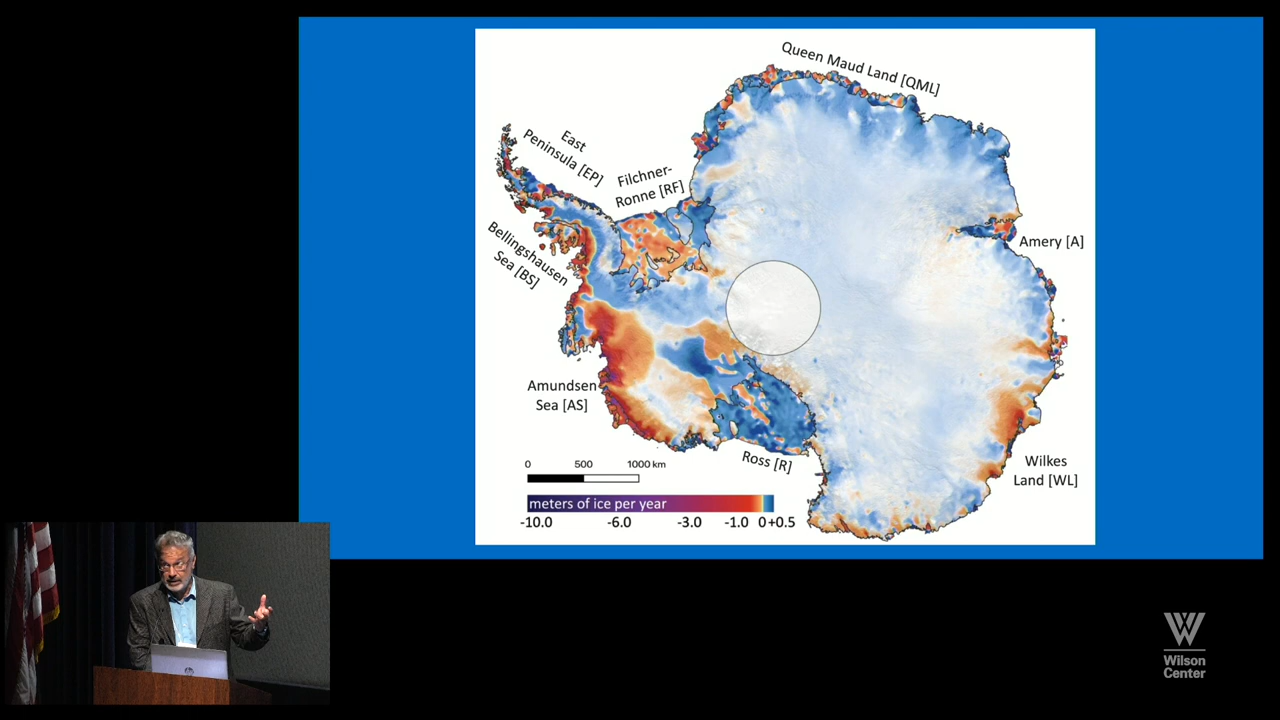 Queen Maud Land [QML]
East
Peninsula [EP]
Filchner-
Ronne [RF]
Bellingshausen
Sea [BS]
Amery [A]
Amundsen
Sea [AS]
Ross [R]
Wilkes
Land [WL]
0 500 1000 km
meters of ice per year
-10.0 -6.0 -3.0 -1.0 0 +0.5
W
Wilson
Center